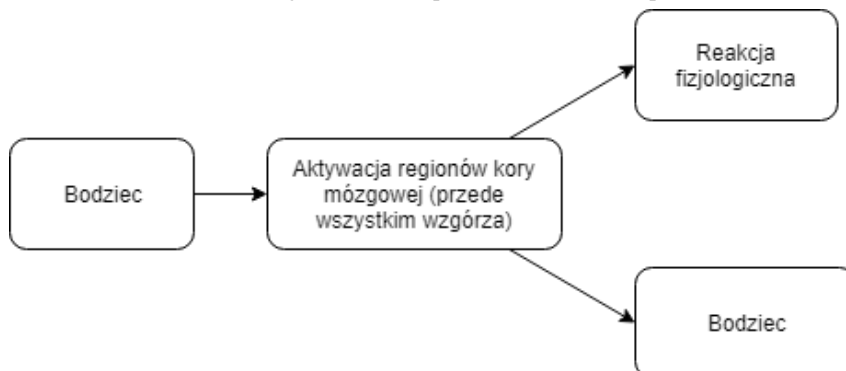 Reakcja
fizjologiczna
Bodziec
Aktywacja regionów kory
mózgowej (przede
wszystkim wzgórza)
Bodziec